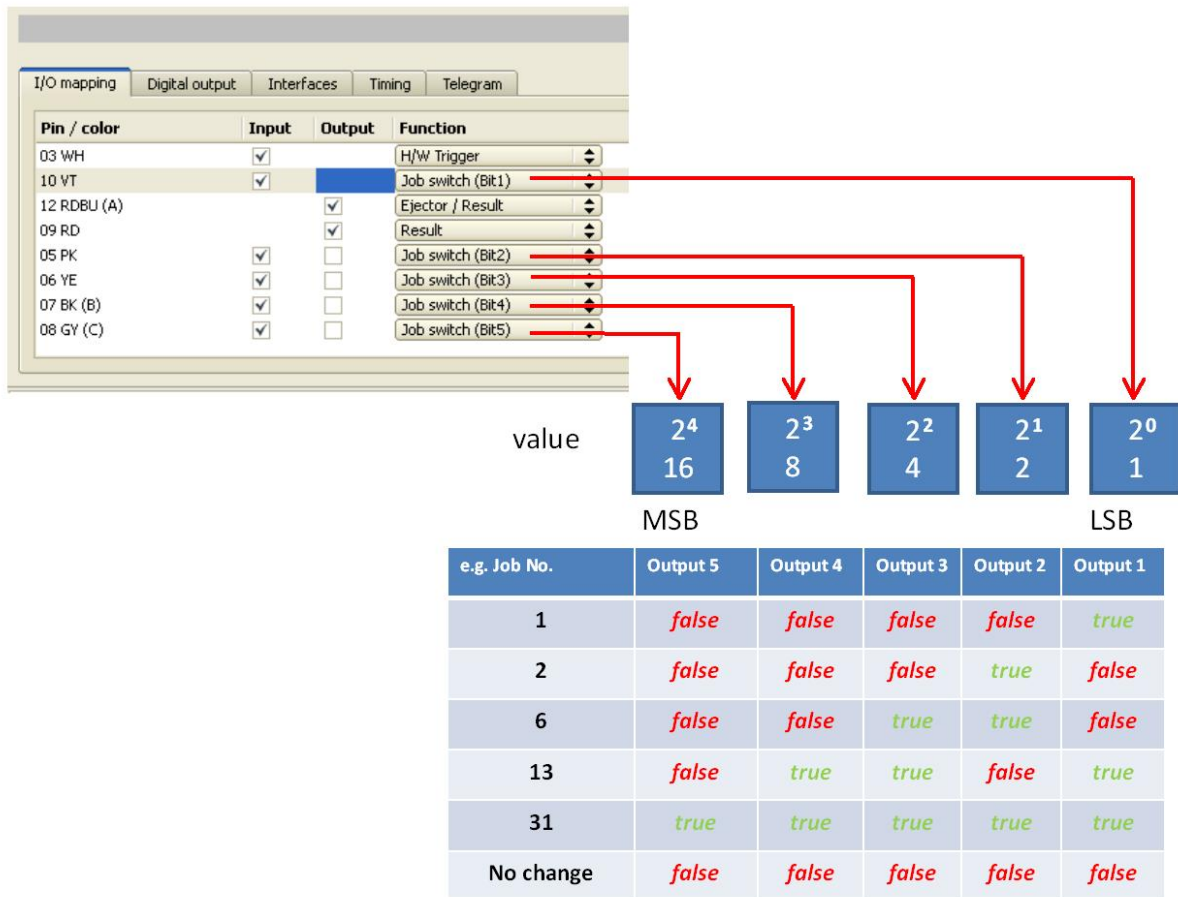 I/O mapping Digital output Interfaces Timing Telegram
Pin / color Input Output Function
03 WH H/W Trigger
10 VT Job switch (Bit1)
12 RDBU (A) Ejector / Result
09 RD Result
05 PK Job switch (Bit2)
06 YE Job switch (Bit3)
07 BK (B) Job switch (Bit4)
08 GY (C) Job switch (Bit5)
value 2⁴ 2³ 2² 2¹ 2⁰
16 8 4 2 1
MSB LSB
e.g. Job No. Output 5 Output 4 Output 3 Output 2 Output 1
1 false false false false true
2 false false false true false
6 false false true true false
13 false true true false true
31 true true true true true
No change false false false false false